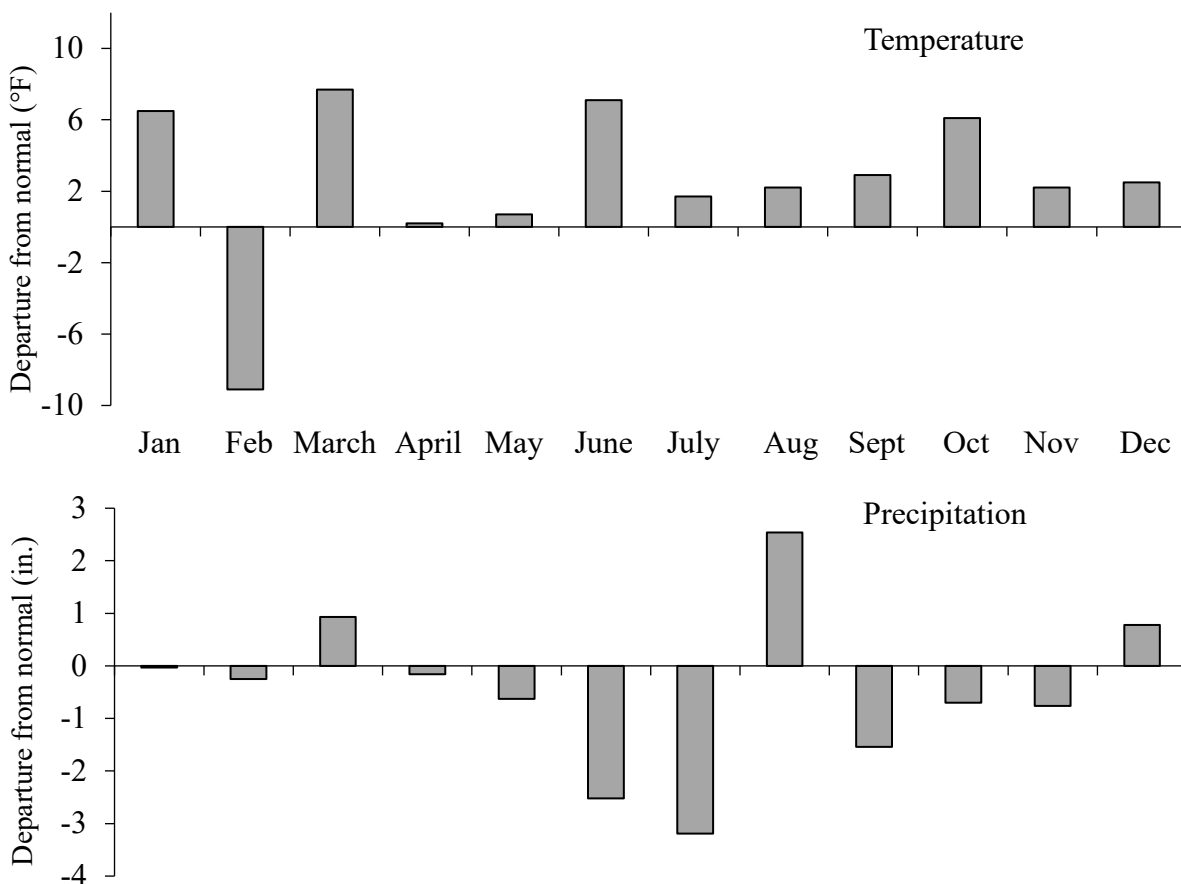 Temperature
Departure from normal (°F)
10
6
2
-2
-6
-10
Jan Feb March April May June July Aug Sept Oct Nov Dec
Precipitation
Departure from normal (in.)
3
2
1
0
-1
-2
-3
-4